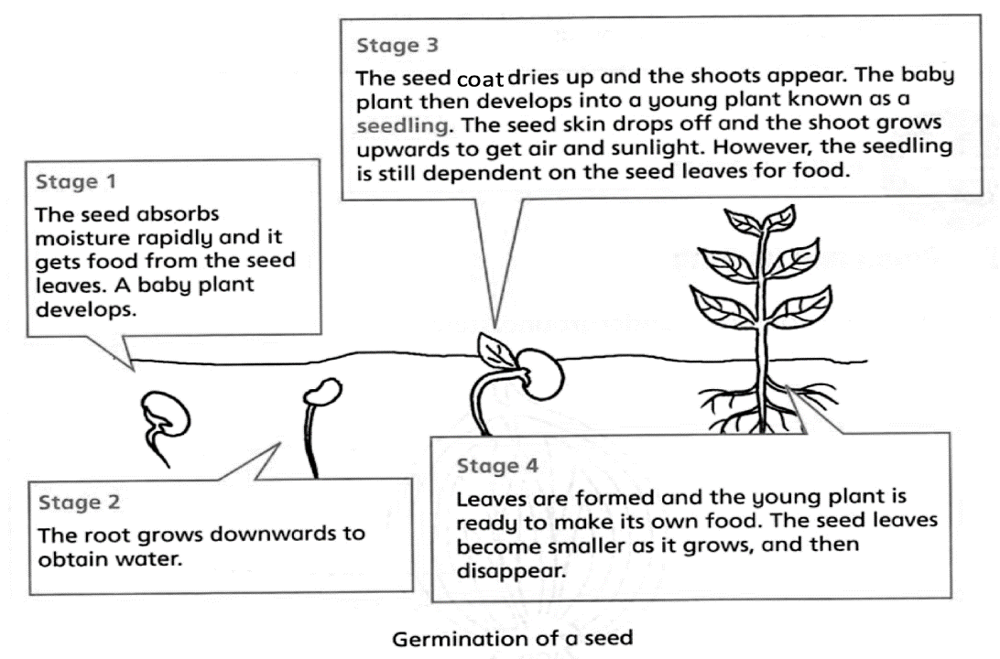 Stage 1
The seed absorbs
moisture rapidly and it
gets food from the seed
leaves. A baby plant
develops.
Stage 2
The root grows downwards to
obtain water.
Stage 3
The seed coat dries up and the shoots appear. The baby
plant then develops into a young plant known as a
seedling. The seed skin drops off and the shoot grows
upwards to get air and sunlight. However, the seedling
is still dependent on the seed leaves for food.
Stage 4
Leaves are formed and the young plant is
ready to make its own food. The seed leaves
become smaller as it grows, and then
disappear.
Germination of a seed